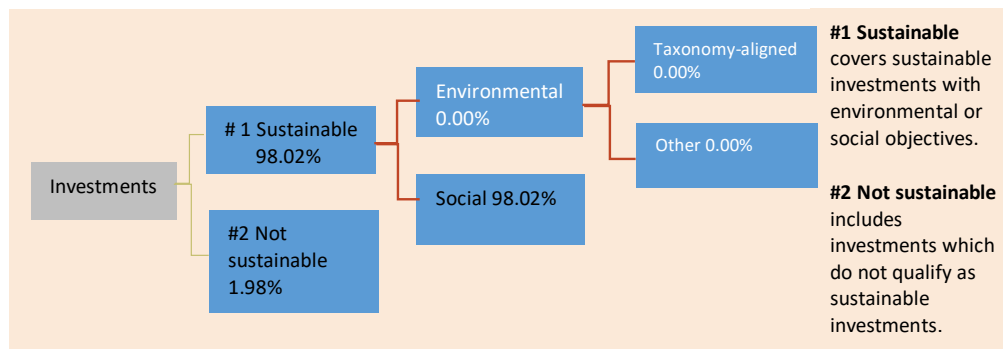 Investments
# 1 Sustainable
98.02%
#2 Not
sustainable
1.98%
Environmental
0.00%
Social 98.02%
Taxonomy-aligned
0.00%
Other 0.00%
#1 Sustainable
covers sustainable
investments with
environmental or
social objectives.
#2 Not sustainable
includes
investments which
do not qualify as
sustainable
investments.